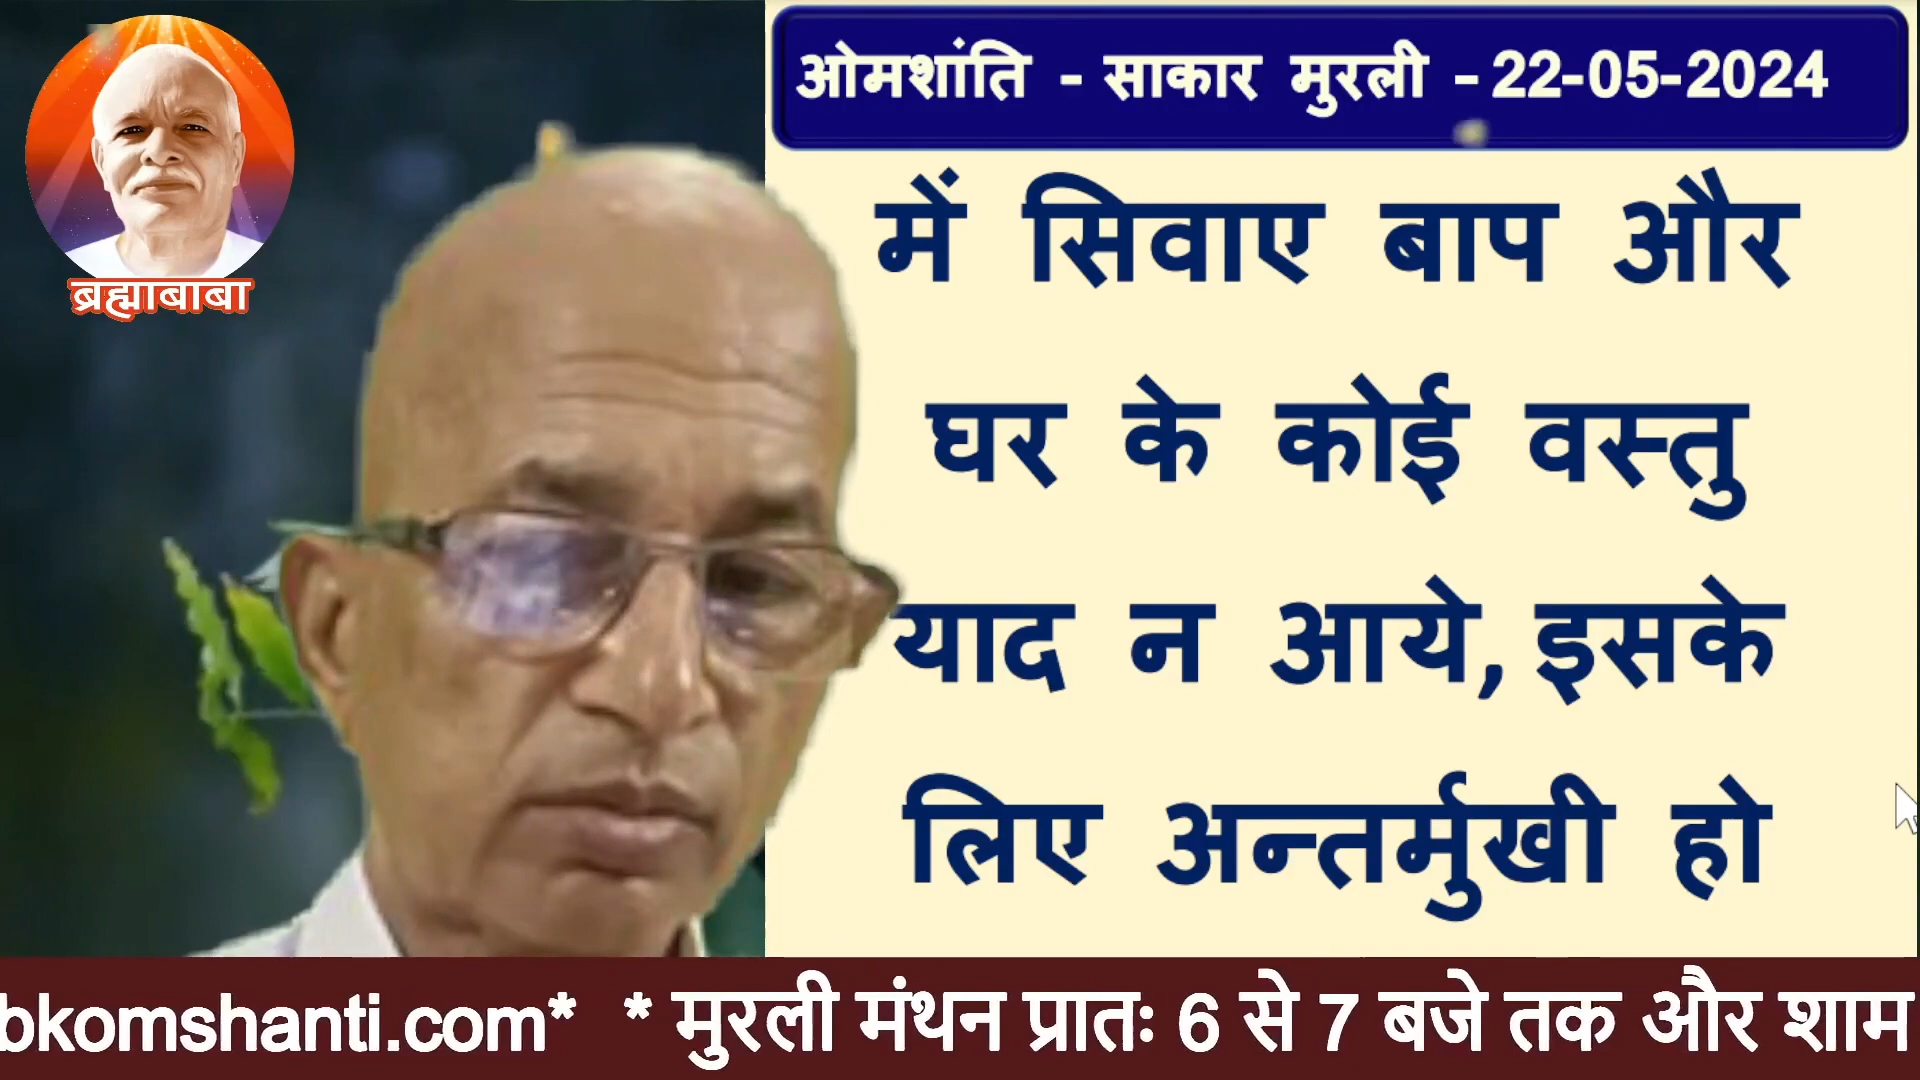 ब्रह्माबाबा
ओमशांति - साकार मुरली - 22-05-2024
में सिवाए बाप और
घर के कोई वस्तु
याद न आये, इसके
लिए अन्तर्मुखी हो
bkomshanti.com* * मुरली मंथन प्रातः 6 से 7 बजे तक और शाम